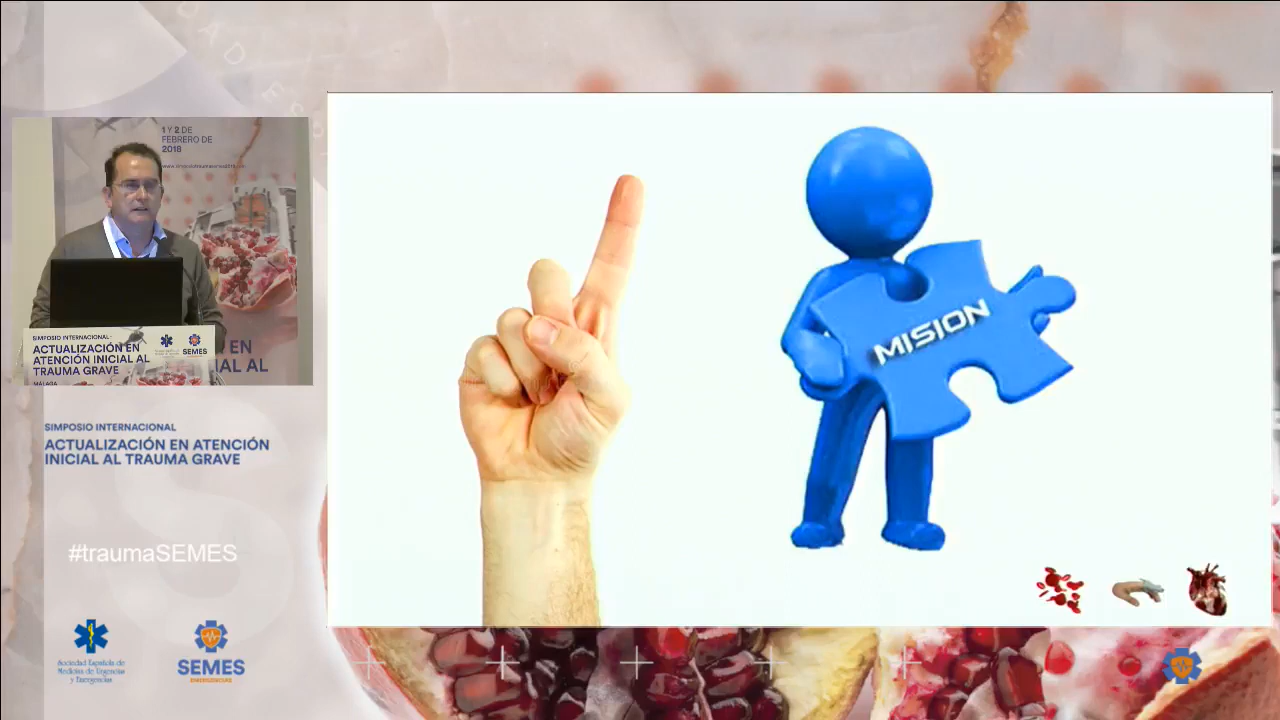 1 Y 2 DE
FEBRERO DE
2018
SIMPOSIO INTERNACIONAL
ACTUALIZACIÓN EN
ATENCIÓN INICIAL AL
TRAUMA GRAVE
MÁLAGA
SEMES
EN
IAL AL
SIMPOSIO INTERNACIONAL
ACTUALIZACIÓN EN ATENCIÓN
INICIAL AL TRAUMA GRAVE
#traumaSEMES
Sociedad Española de
Medicina de Urgencias
y Emergencias
SEMES
MISION